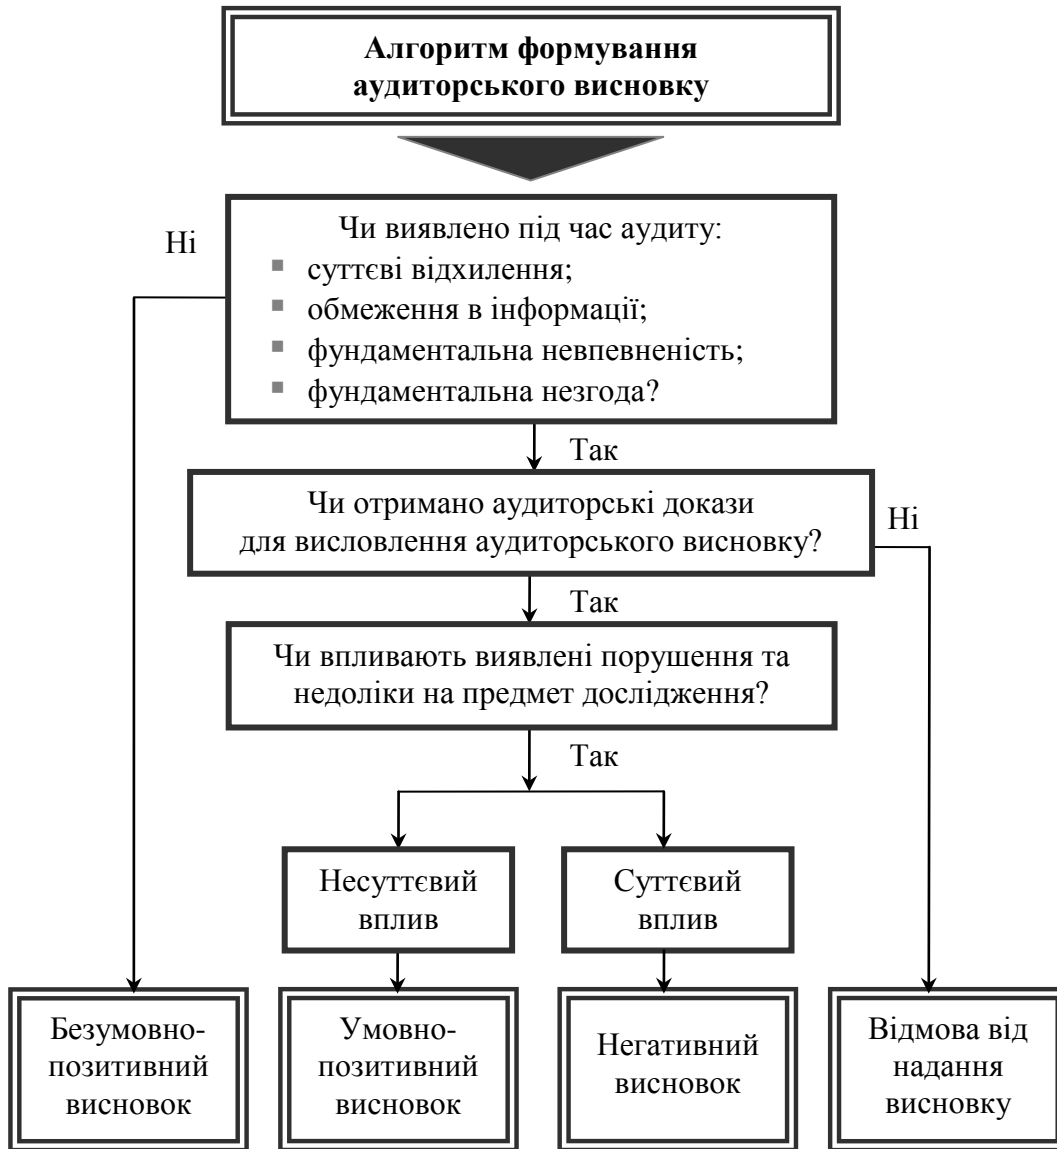 Алгоритм формування
аудиторського висновку
Чи виявлено під час аудиту:
суттєві відхилення;
обмеження в інформації;
фундаментальна невпевненість;
фундаментальна незгода?
Ні
Так
Чи отримано аудиторські докази
для висловлення аудиторського висновку?
Ні
Так
Чи впливають виявлені порушення та
недоліки на предмет дослідження?
Так
Несуттєвий
вплив
Суттєвий
вплив
Безумовно-
позитивний
висновок
Умовно-
позитивний
висновок
Негативний
висновок
Відмова від
надання
висновку